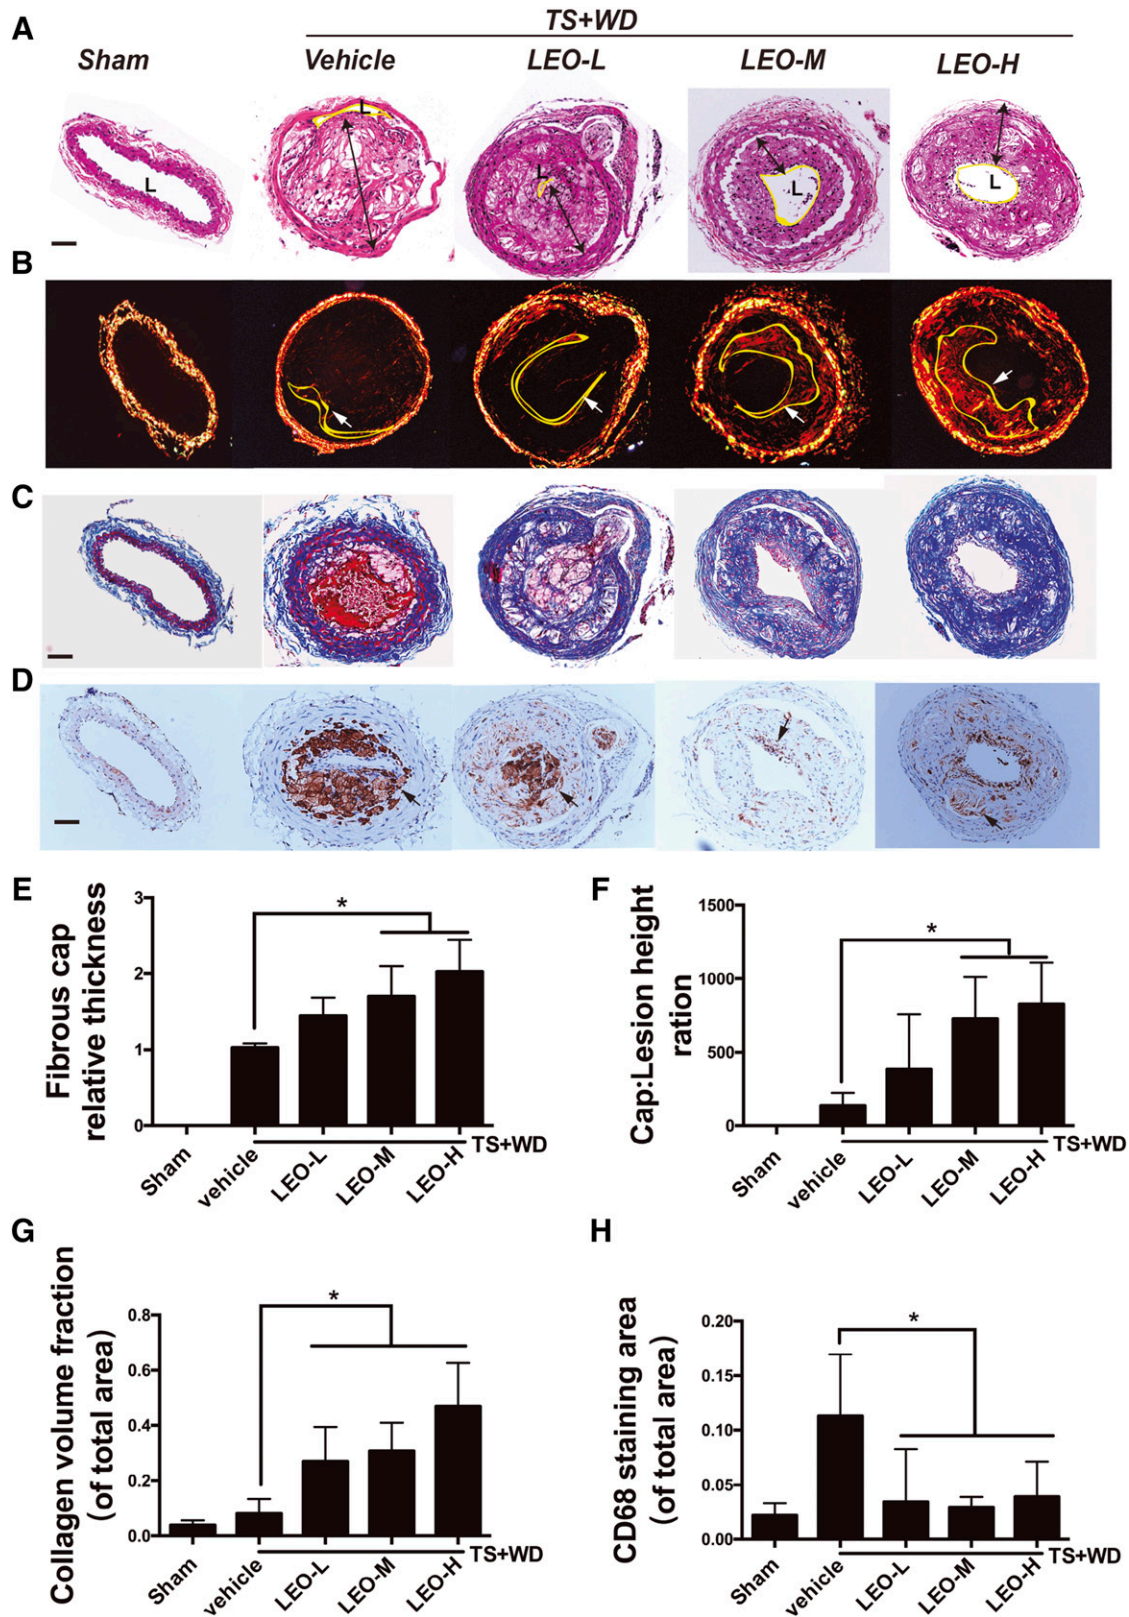 A
TS+WD
Sham
Vehicle
LEO-L
LEO-M
LEO-H
L
L
L
L
L
B
C
D
E
Fibrous cap
relative thickness
3
2
1
0
*
Sham
vehicle
LEO-L
LEO-M
LEO-H
TS+WD
F
Cap:Lesion height
ration
1500
1000
500
0
*
Sham
vehicle
LEO-L
LEO-M
LEO-H
TS+WD
G
Collagen volume fraction
(of total area)
0.8
0.6
0.4
0.2
0.0
*
Sham
vehicle
LEO-L
LEO-M
LEO-H
TS+WD
H
CD68 staining area
(of total area)
0.20
0.15
0.10
0.05
0.00
*
Sham
vehicle
LEO-L
LEO-M
LEO-H
TS+WD